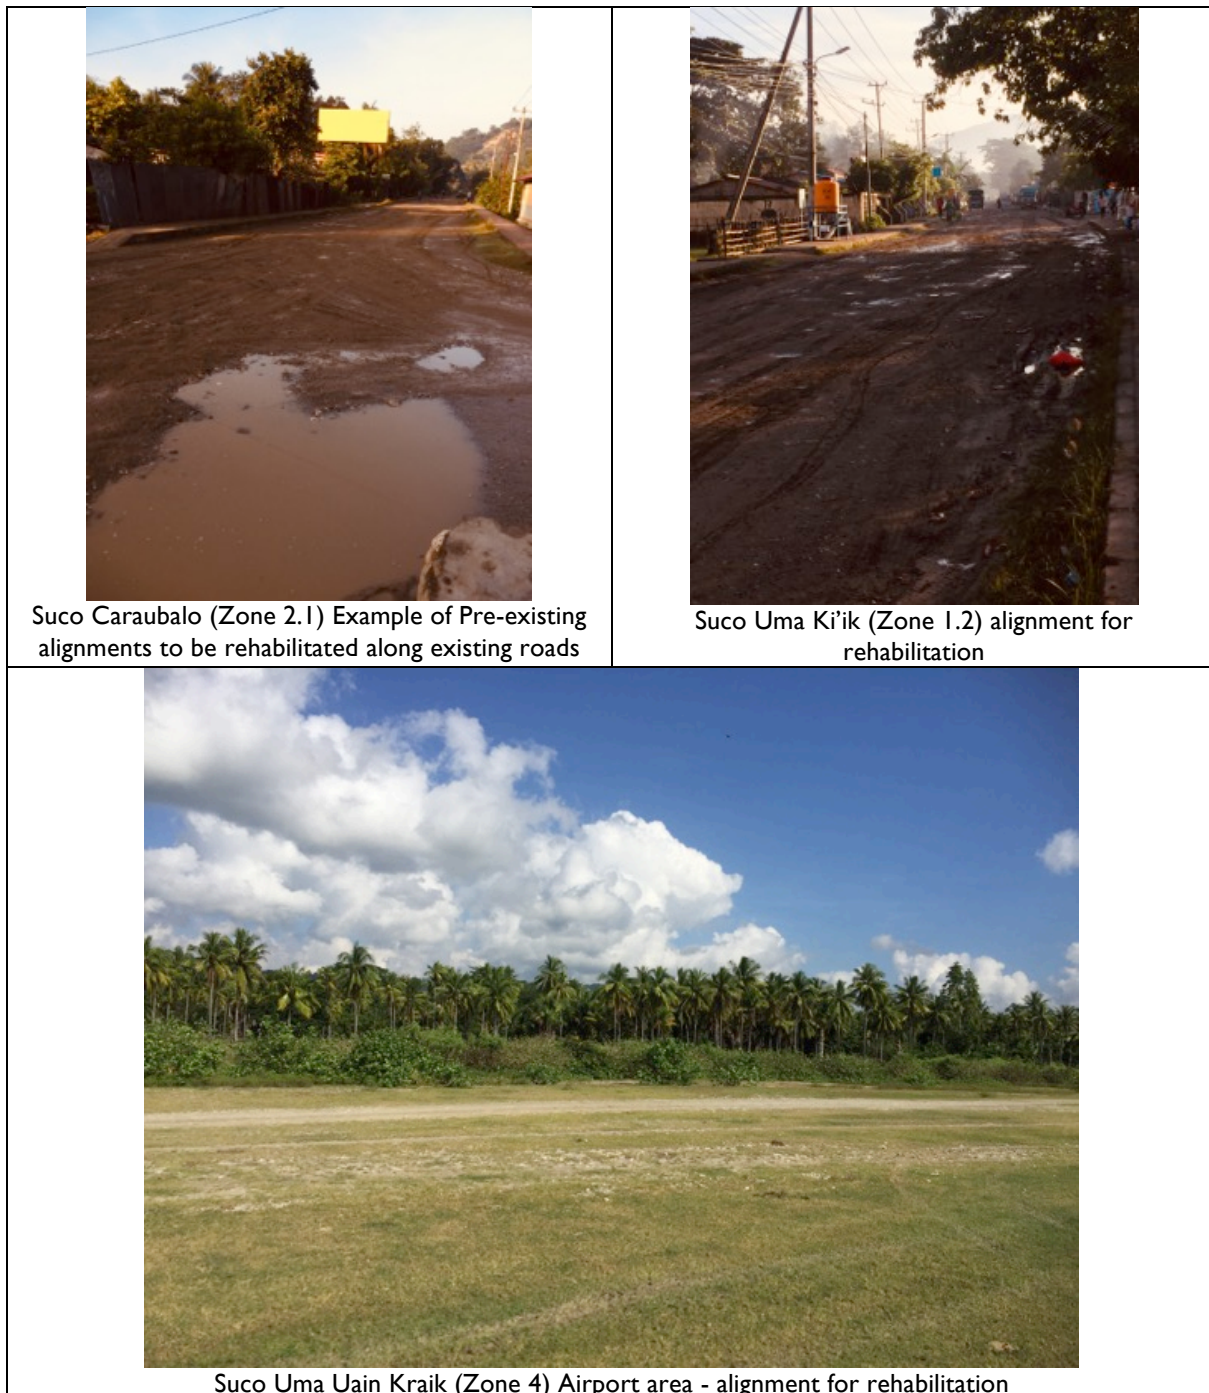 Suco Caraubalo (Zone 2.1) Example of Pre-existing
alignments to be rehabilitated along existing roads
Suco Uma Ki’ik (Zone 1.2) alignment for
rehabilitation
Suco Uma Uain Kraik (Zone 4) Airport area - alignment for rehabilitation